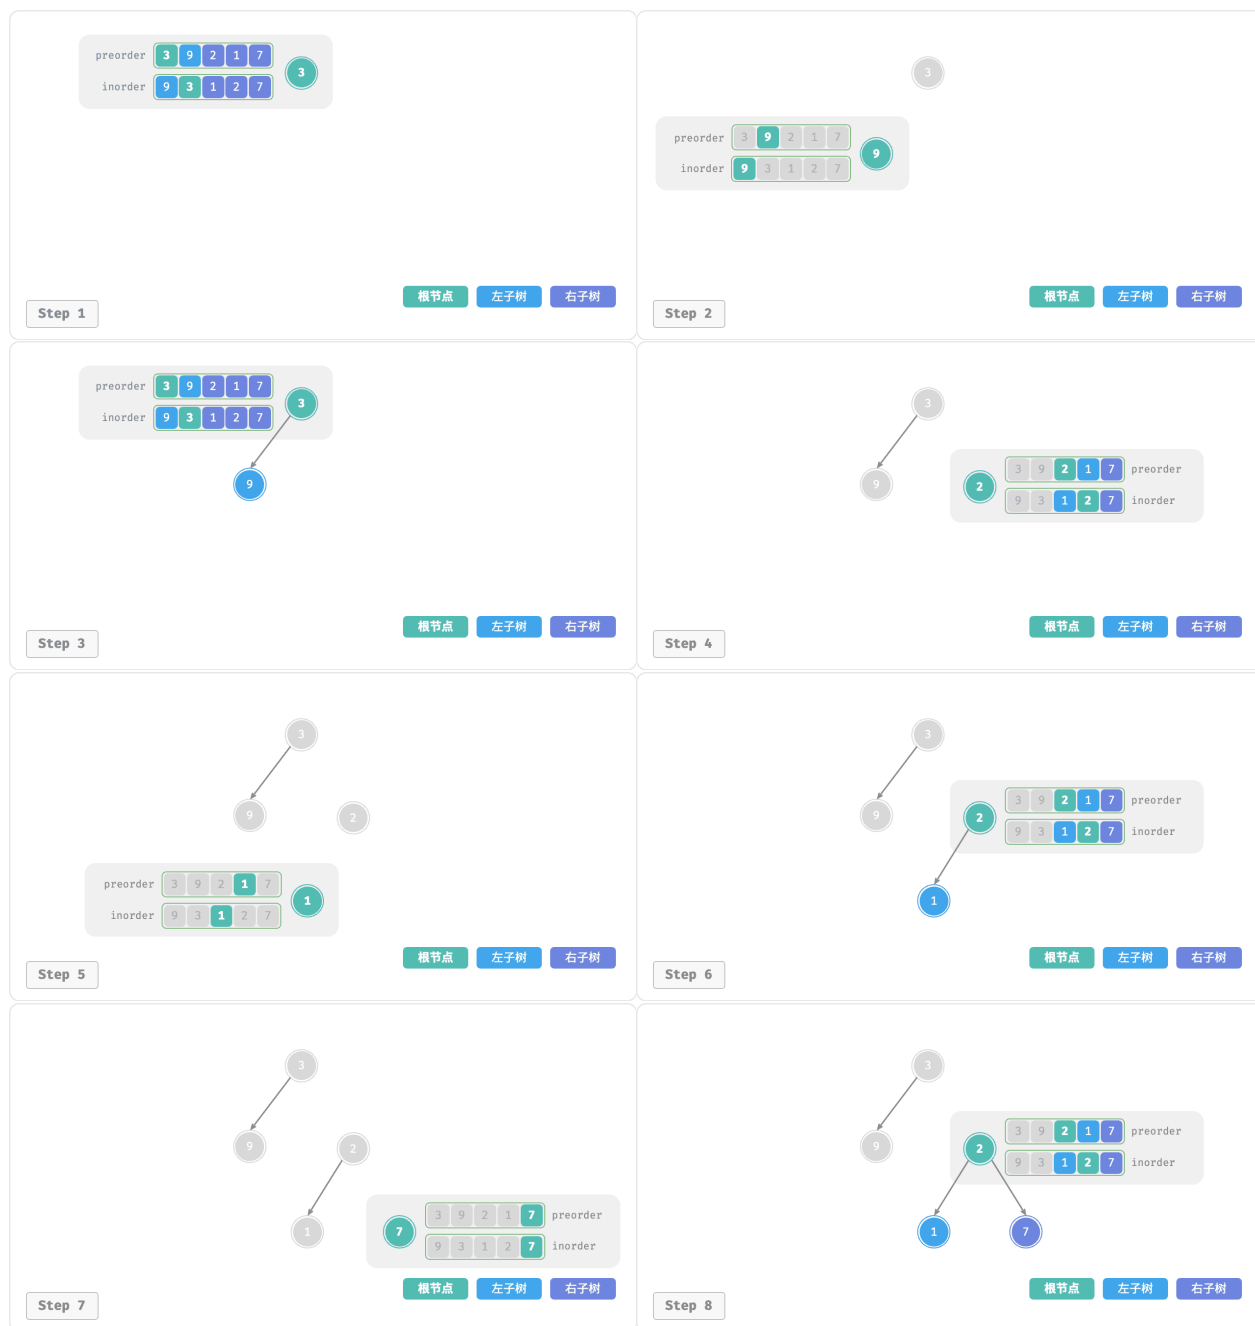 preorder 3 9 2 1 7
inorder 9 3 1 2 7
3
根节点 左子树 右子树
Step 1
3
preorder 3 9 2 1 7
inorder 9 3 1 2 7
9
根节点 左子树 右子树
Step 2
preorder 3 9 2 1 7
inorder 9 3 1 2 7
3
9
根节点 左子树 右子树
Step 3
3
9
2
3 9 2 1 7 preorder
9 3 1 2 7 inorder
根节点 左子树 右子树
Step 4
3
9
2
preorder 3 9 2 1 7
inorder 9 3 1 2 7
1
根节点 左子树 右子树
Step 5
3
9
2
3 9 2 1 7 preorder
9 3 1 2 7 inorder
1
根节点 左子树 右子树
Step 6
3
9
2
1
7
3 9 2 1 7 preorder
9 3 1 2 7 inorder
根节点 左子树 右子树
Step 7
3
9
2
3 9 2 1 7 preorder
9 3 1 2 7 inorder
1
7
根节点 左子树 右子树
Step 8